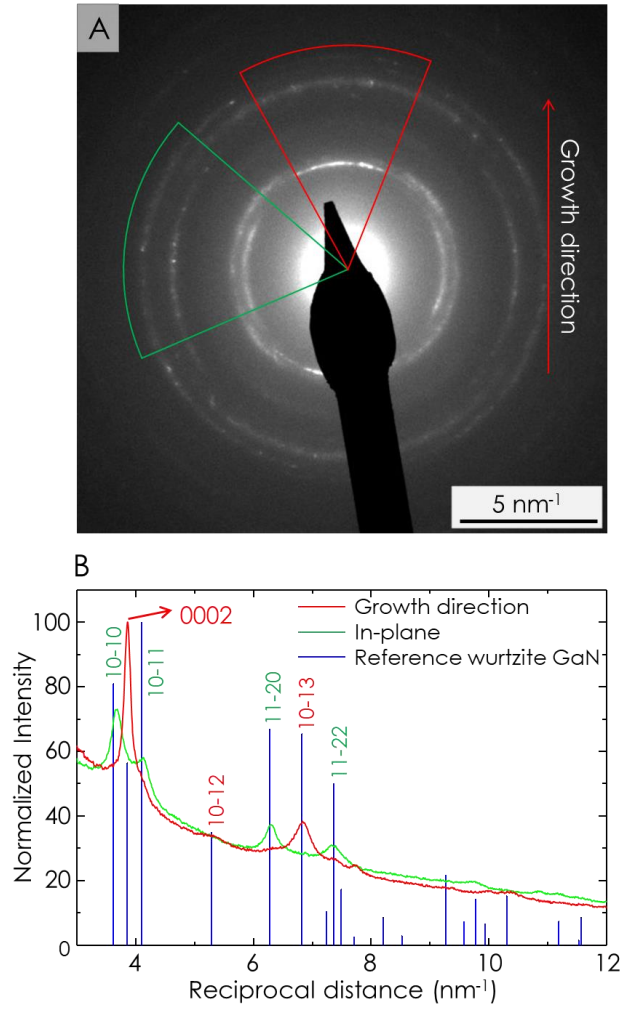 A
Growth direction
5 nm-1
B
100
80
60
40
20
0
Normalized Intensity
10-10
0002
10-11
10-12
11-20
10-13
11-22
Growth direction
In-plane
Reference wurtzite GaN
4 6 8 10 12
Reciprocal distance (nm-1)